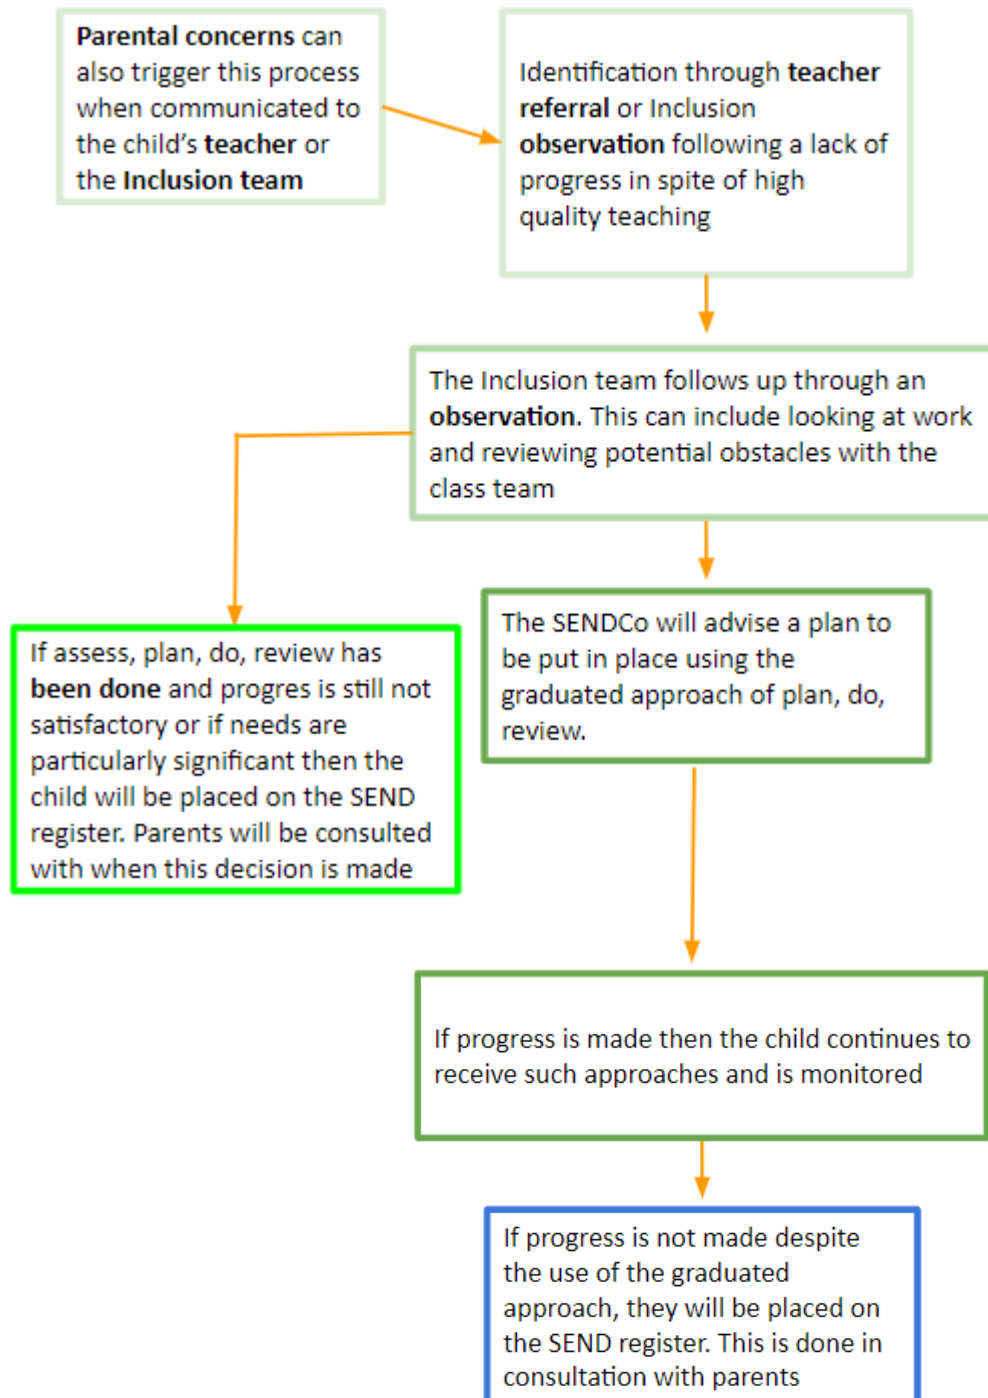 Parental concerns can
also trigger this process
when communicated to
the child’s teacher or
the Inclusion team
Identification through teacher
referral or Inclusion
observation following a lack of
progress in spite of high
quality teaching
The Inclusion team follows up through an
observation. This can include looking at work
and reviewing potential obstacles with the
class team
If assess, plan, do, review has
been done and progres is still not
satisfactory or if needs are
particularly significant then the
child will be placed on the SEND
register. Parents will be consulted
with when this decision is made
The SENDCo will advise a plan to
be put in place using the
graduated approach of plan, do,
review.
If progress is made then the child continues to
receive such approaches and is monitored
If progress is not made despite
the use of the graduated
approach, they will be placed on
the SEND register. This is done in
consultation with parents